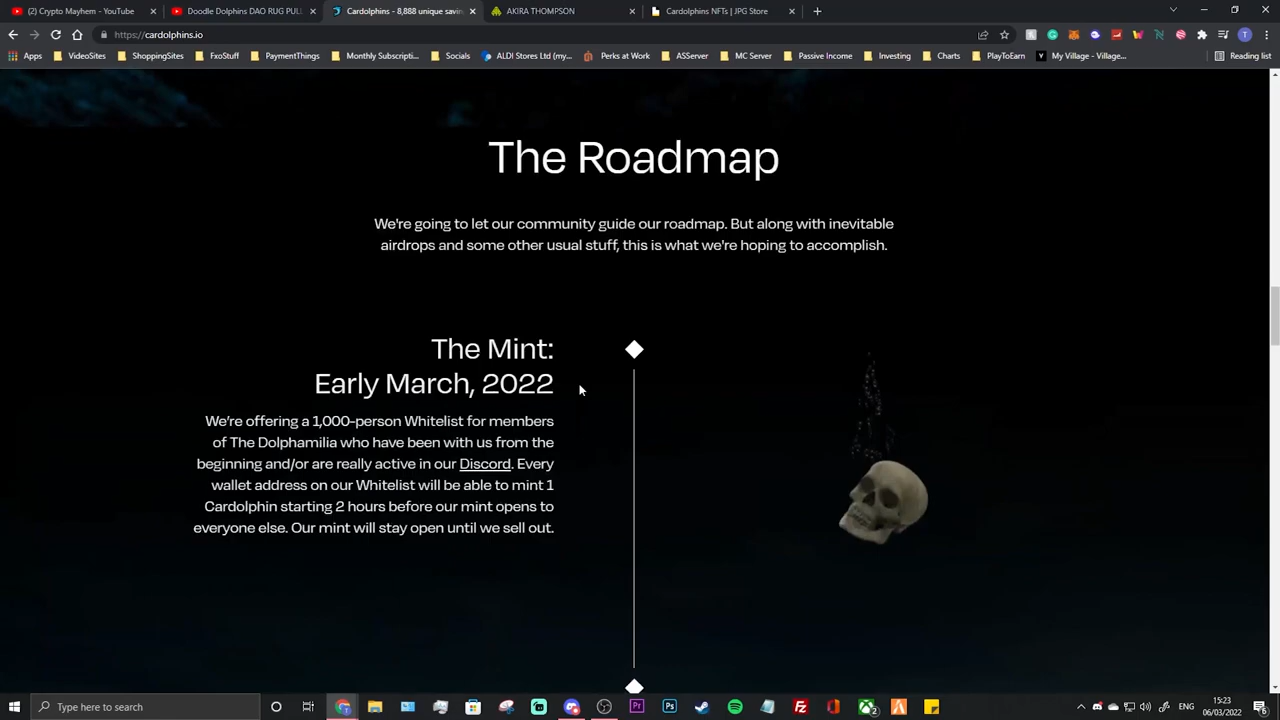 (2) Crypto Mayhem - YouTube
Doodle Dolphins DAO RUG PULL
Cardolphins - 8,888 unique savin
AKIRA THOMPSON
Cardolphins NFTs | JPG Store
https://cardolphins.io
Apps
VideoSites
ShoppingSites
FxoStuff
PaymentThings
Monthly Subscripti...
Socials
ALDI Stores Ltd (my...
Perks at Work
ASServer
MC Server
Passive Income
Investing
Charts
PlayToEarn
My Village - Village...
Reading list
The Roadmap
We're going to let our community guide our roadmap. But along with inevitable
airdrops and some other usual stuff, this is what we're hoping to accomplish.
The Mint:
Early March, 2022
We're offering a 1,000-person Whitelist for members
of The Dolphamilia who have been with us from the
beginning and/or are really active in our Discord. Every
wallet address on our Whitelist will be able to mint 1
Cardolphin starting 2 hours before our mint opens to
everyone else. Our mint will stay open until we sell out.
Type here to search
ENG
15:23
06/03/2022